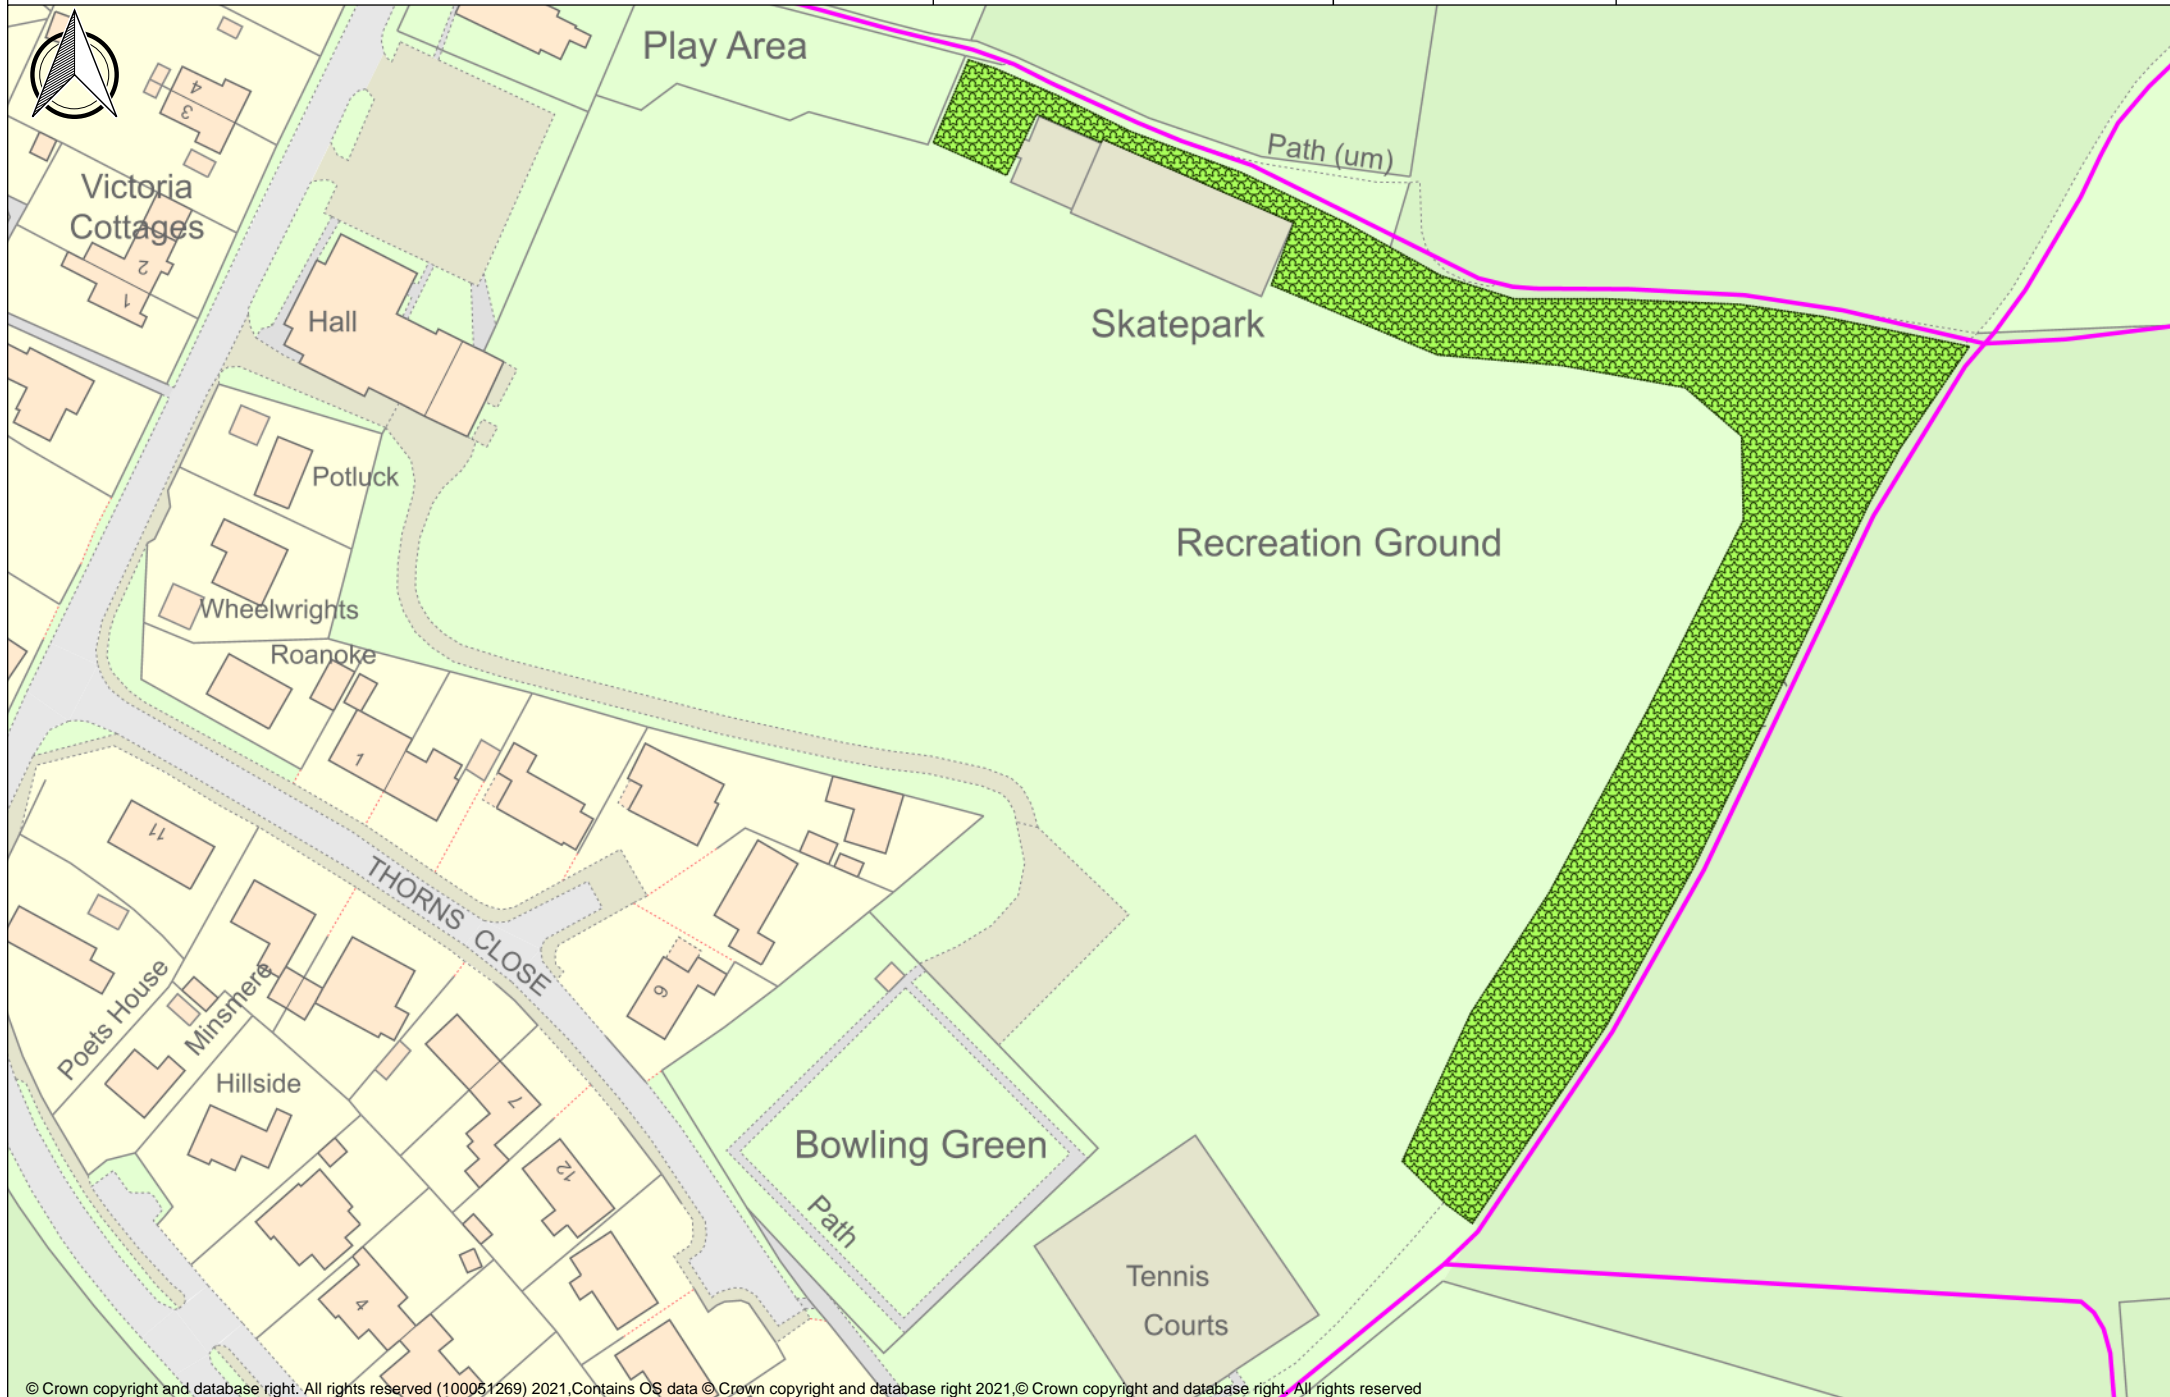 Play Area
Path (um)
4
3
Victoria
Cottages
2
1
Hall
Skatepark
Potluck
Recreation Ground
Wheelwrights
Roanoke
1
11
THORNS CLOSE
Poets House
Minsmere
9
Hillside
7
Bowling Green
12
Path
Tennis
Courts
4
© Crown copyright and database right. All rights reserved (100051269) 2021,Contains OS data © Crown copyright and database right 2021,© Crown copyright and database right. All rights reserved